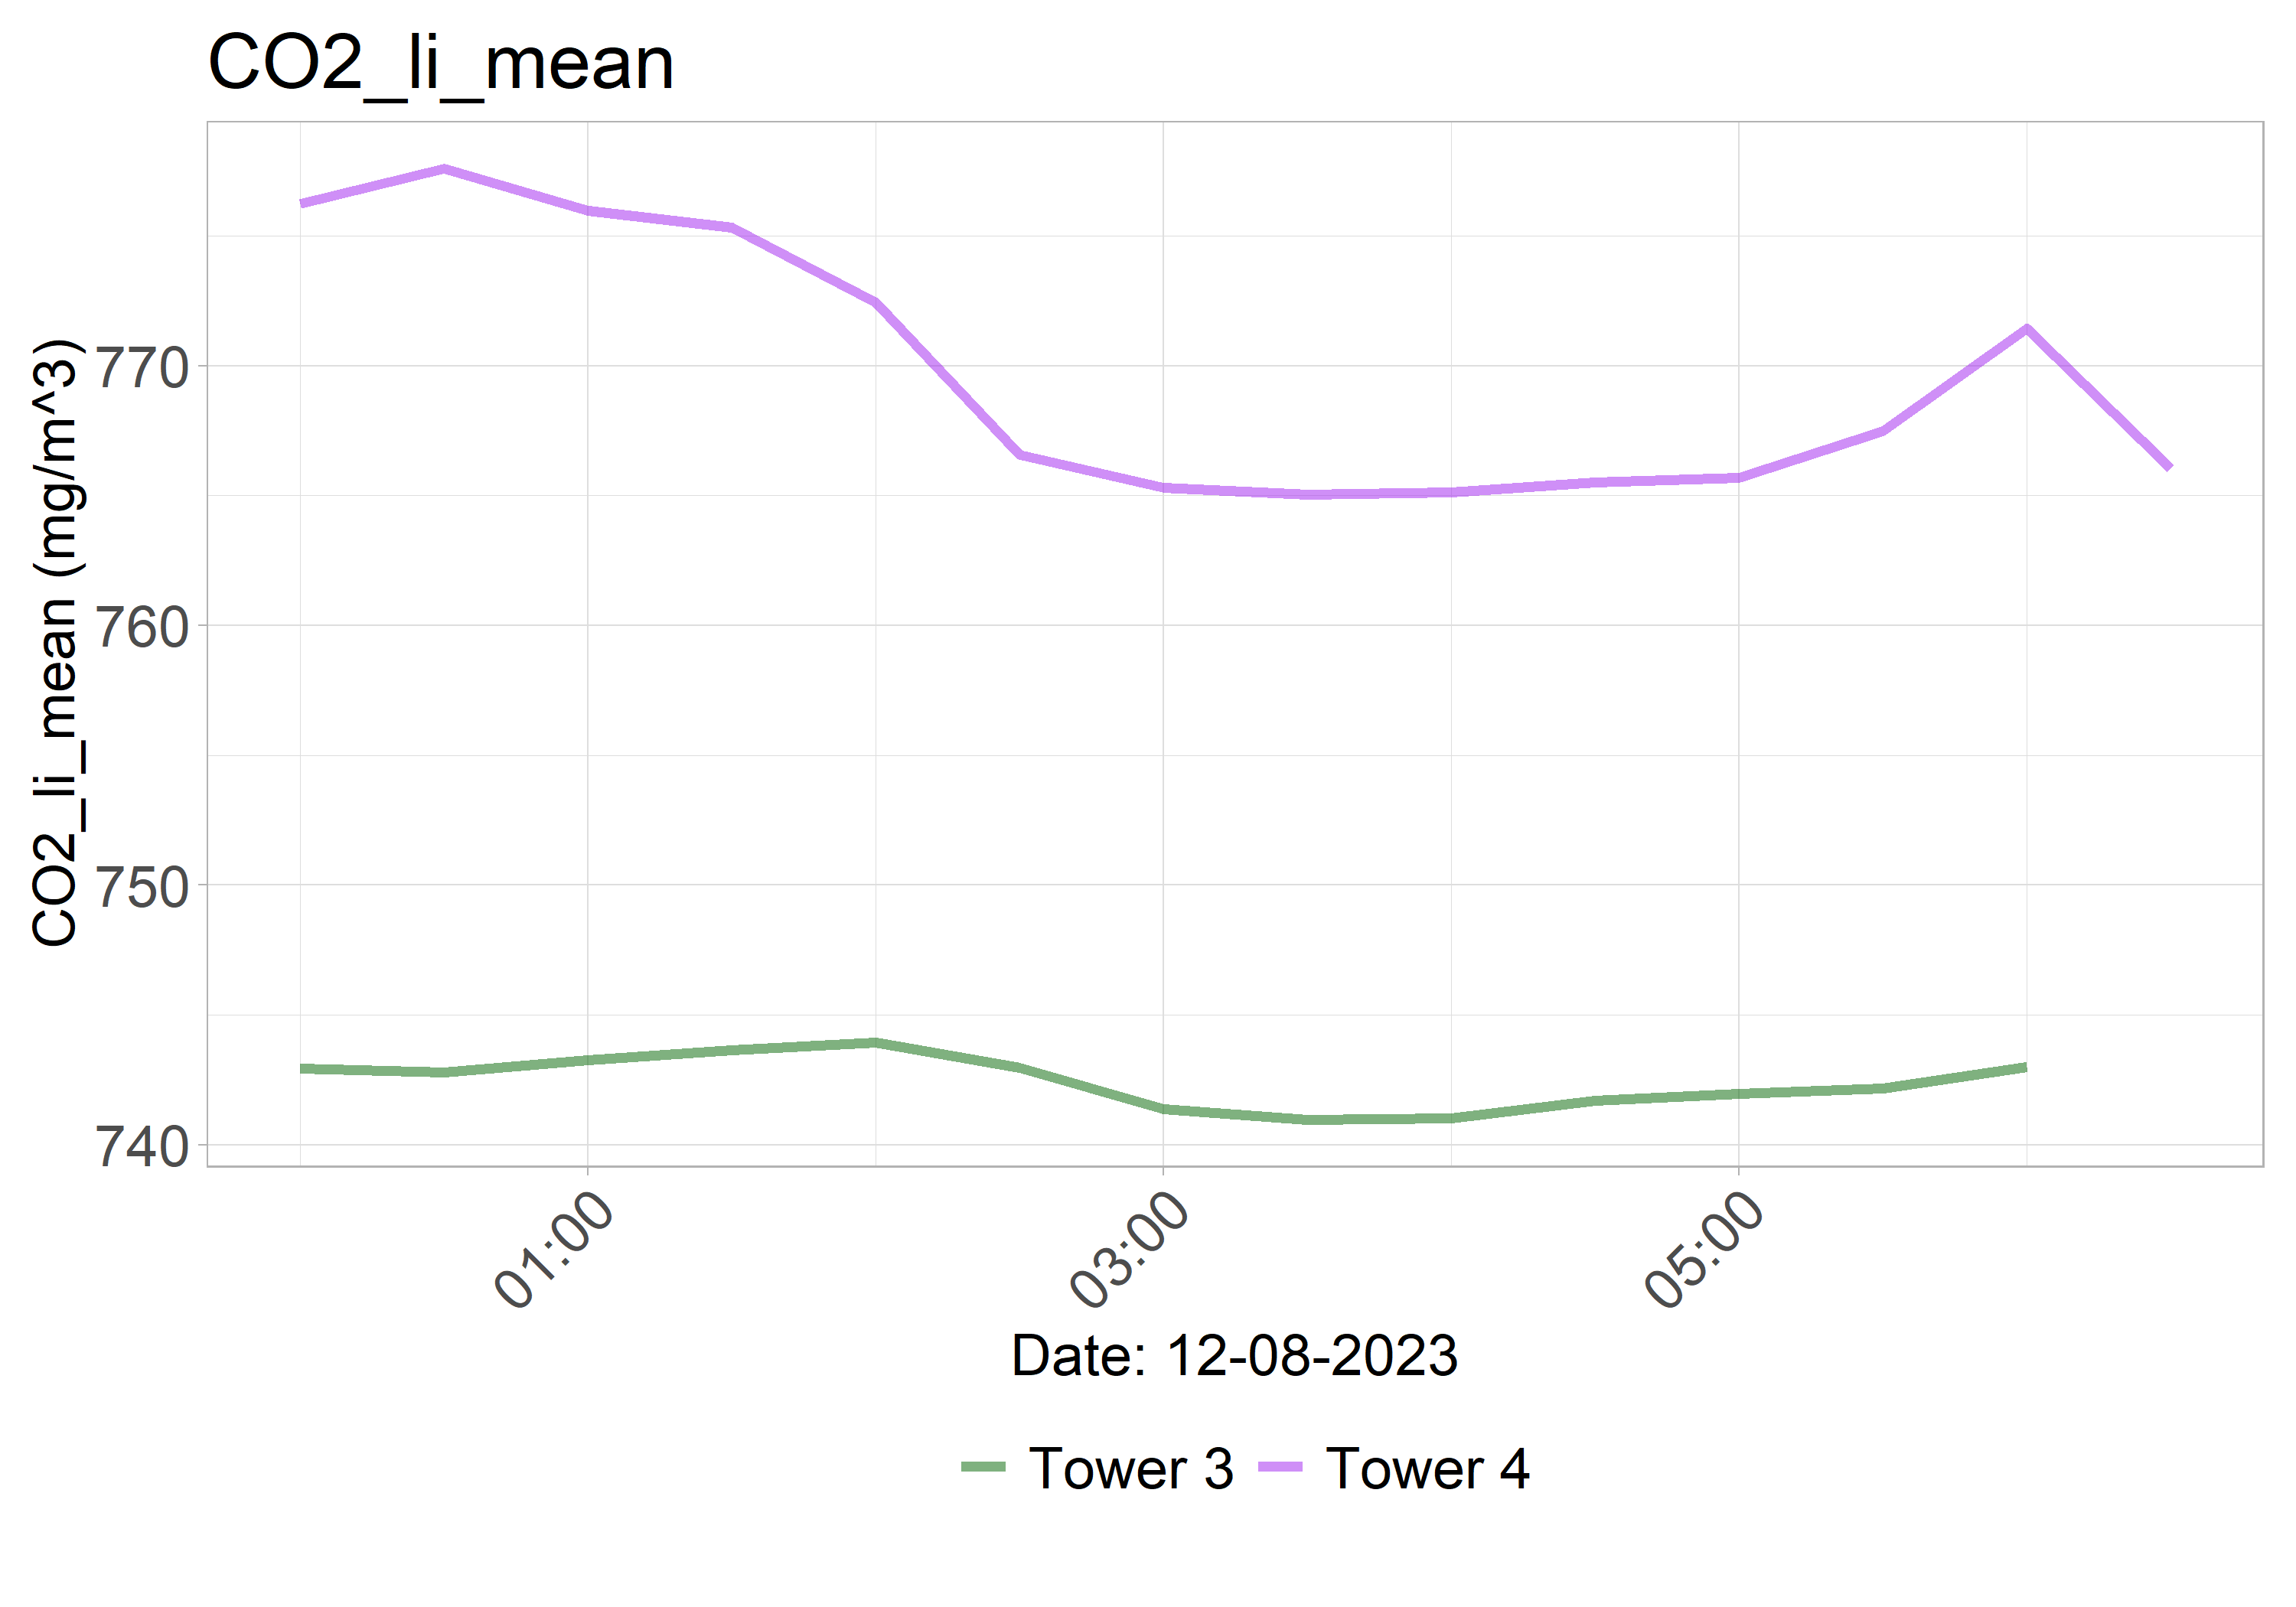 CO2_li_mean
CO2_li_mean (mg/m^3)
770
760
750
740
01:00
03:00
05:00
Date: 12-08-2023
Tower 3
Tower 4